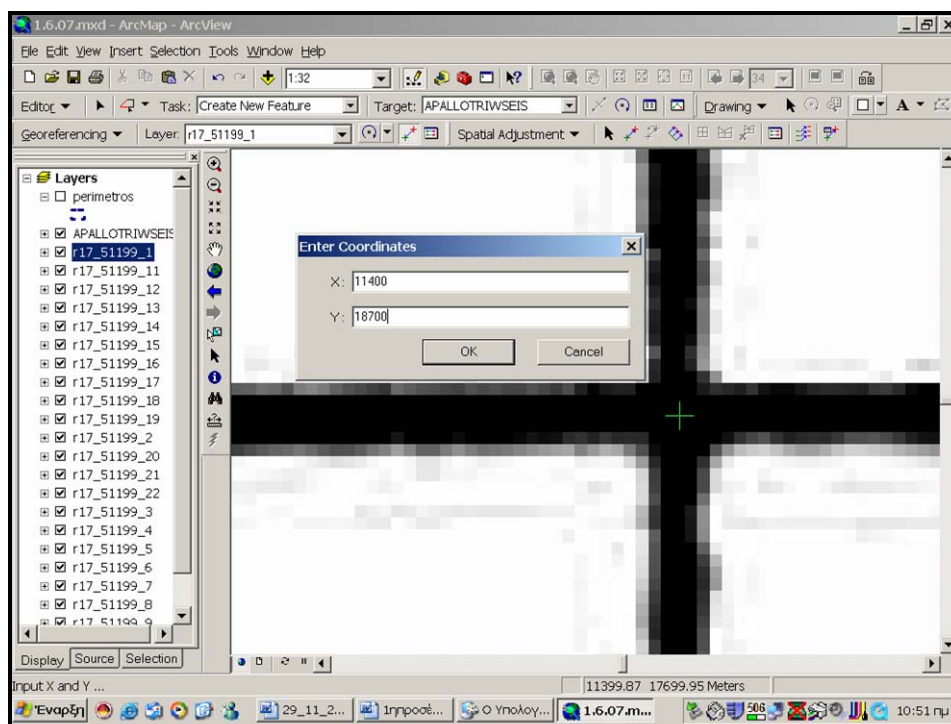 1.6.07.mxd - ArcMap - ArcView
File Edit View Insert Selection Tools Window Help
1:32
34
Editor Task: Create New Feature Target: APALLOTRIWSEIS Drawing A
Georeferencing Layer: r17_51199_1 Spatial Adjustment
Layers
perimetros
APALLOTRIWSEIS
r17_51199_1
r17_51199_11
r17_51199_12
r17_51199_13
r17_51199_14
r17_51199_15
r17_51199_16
r17_51199_17
r17_51199_18
r17_51199_19
r17_51199_2
r17_51199_20
r17_51199_21
r17_51199_22
r17_51199_3
r17_51199_4
r17_51199_5
r17_51199_6
r17_51199_7
r17_51199_8
r17_51199_9
Enter Coordinates
X: 11400
Y: 18700
OK Cancel
Display Source Selection
Input X and Y ...
11399.87 17699.95 Meters
Έναρξη 29_11_2... 1ηπροσέ... Ο Υπολογ... 1.6.07.m... 506 10:51 πμ